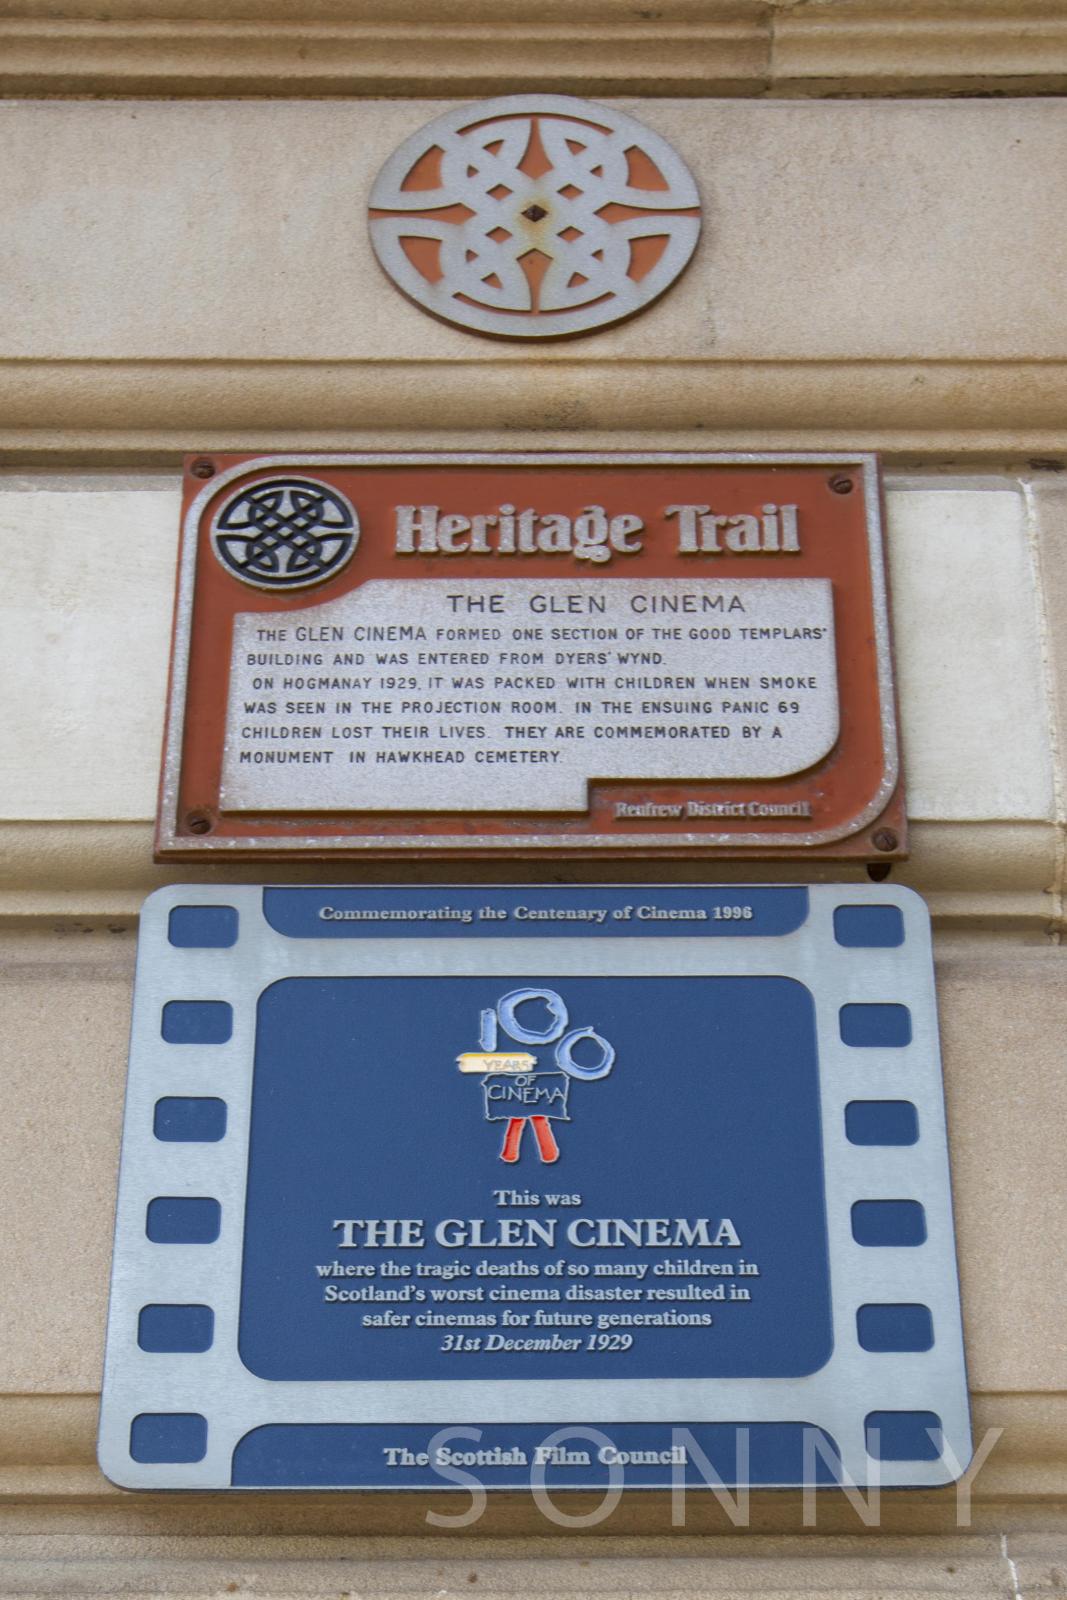 Heritage Trail
THE GLEN CINEMA
THE GLEN CINEMA FORMED ONE SECTION OF THE GOOD TEMPLARS'
BUILDING AND WAS ENTERED FROM DYERS' WYND.
ON HOGMANAY 1929, IT WAS PACKED WITH CHILDREN WHEN SMOKE
WAS SEEN IN THE PROJECTION ROOM. IN THE ENSUING PANIC 69
CHILDREN LOST THEIR LIVES. THEY ARE COMMEMORATED BY A
MONUMENT IN HAWKHEAD CEMETERY.
Renfrew District Council
Commemorating the Centenary of Cinema 1996
100
YEARS
OF
CINEMA
This was
THE GLEN CINEMA
where the tragic deaths of so many children in
Scotland's worst cinema disaster resulted in
safer cinemas for future generations
31st December 1929
The Scottish Film Council
SONNY